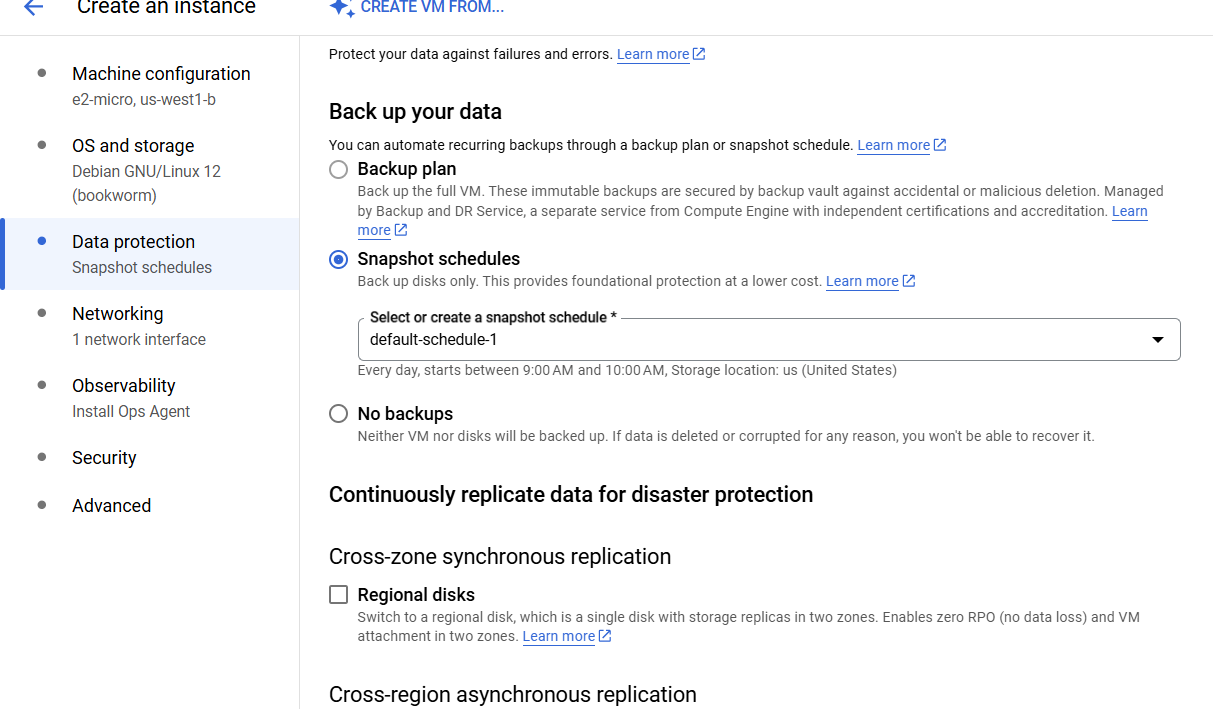 Create an instance
CREATE VM FROM...
Machine configuration
e2-micro, us-west1-b
OS and storage
Debian GNU/Linux 12
(bookworm)
Data protection
Snapshot schedules
Networking
1 network interface
Observability
Install Ops Agent
Security
Advanced
Protect your data against failures and errors. Learn more
Back up your data
You can automate recurring backups through a backup plan or snapshot schedule. Learn more
Backup plan
Back up the full VM. These immutable backups are secured by backup vault against accidental or malicious deletion. Managed
by Backup and DR Service, a separate service from Compute Engine with independent certifications and accreditation. Learn
more
Snapshot schedules
Back up disks only. This provides foundational protection at a lower cost. Learn more
Select or create a snapshot schedule *
default-schedule-1
Every day, starts between 9:00 AM and 10:00 AM, Storage location: us (United States)
No backups
Neither VM nor disks will be backed up. If data is deleted or corrupted for any reason, you won't be able to recover it.
Continuously replicate data for disaster protection
Cross-zone synchronous replication
Regional disks
Switch to a regional disk, which is a single disk with storage replicas in two zones. Enables zero RPO (no data loss) and VM
attachment in two zones. Learn more
Cross-region asynchronous replication